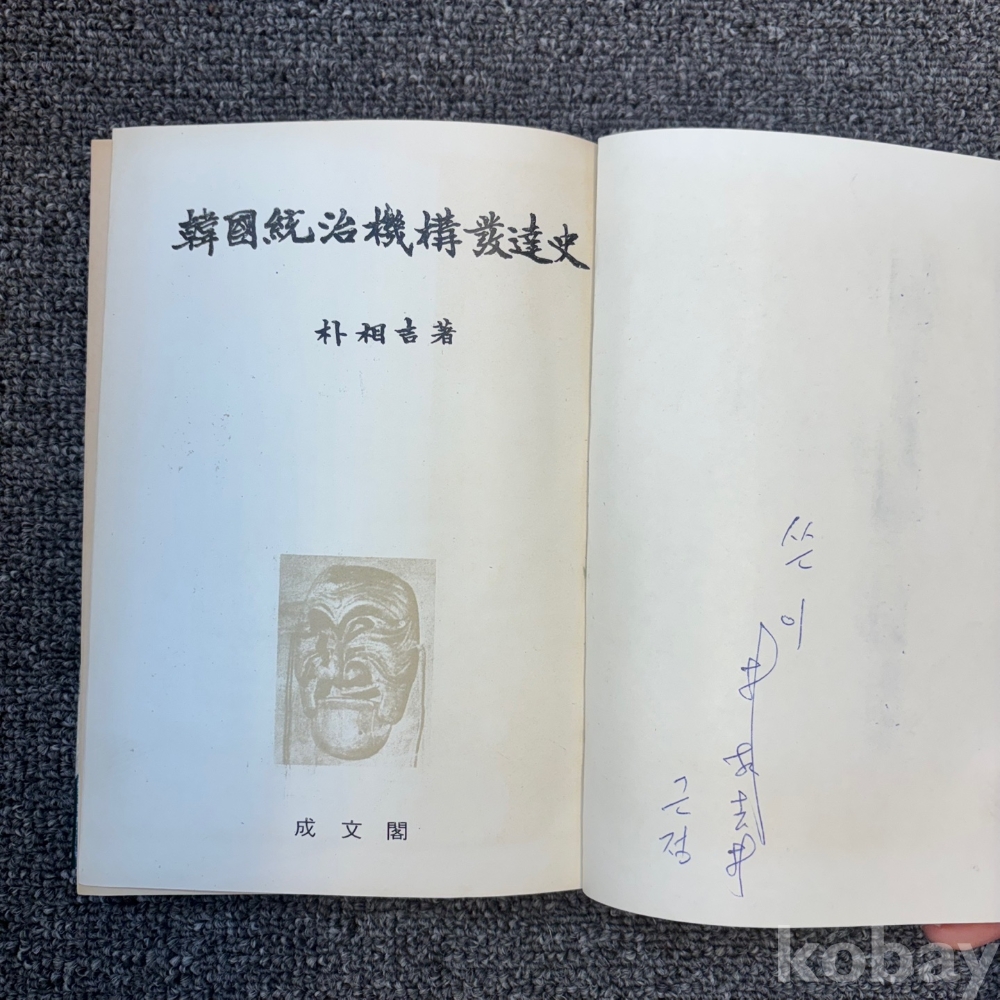 韓國統治機構發達史
朴相吉著
成文閣
쓴이
근정
kobay